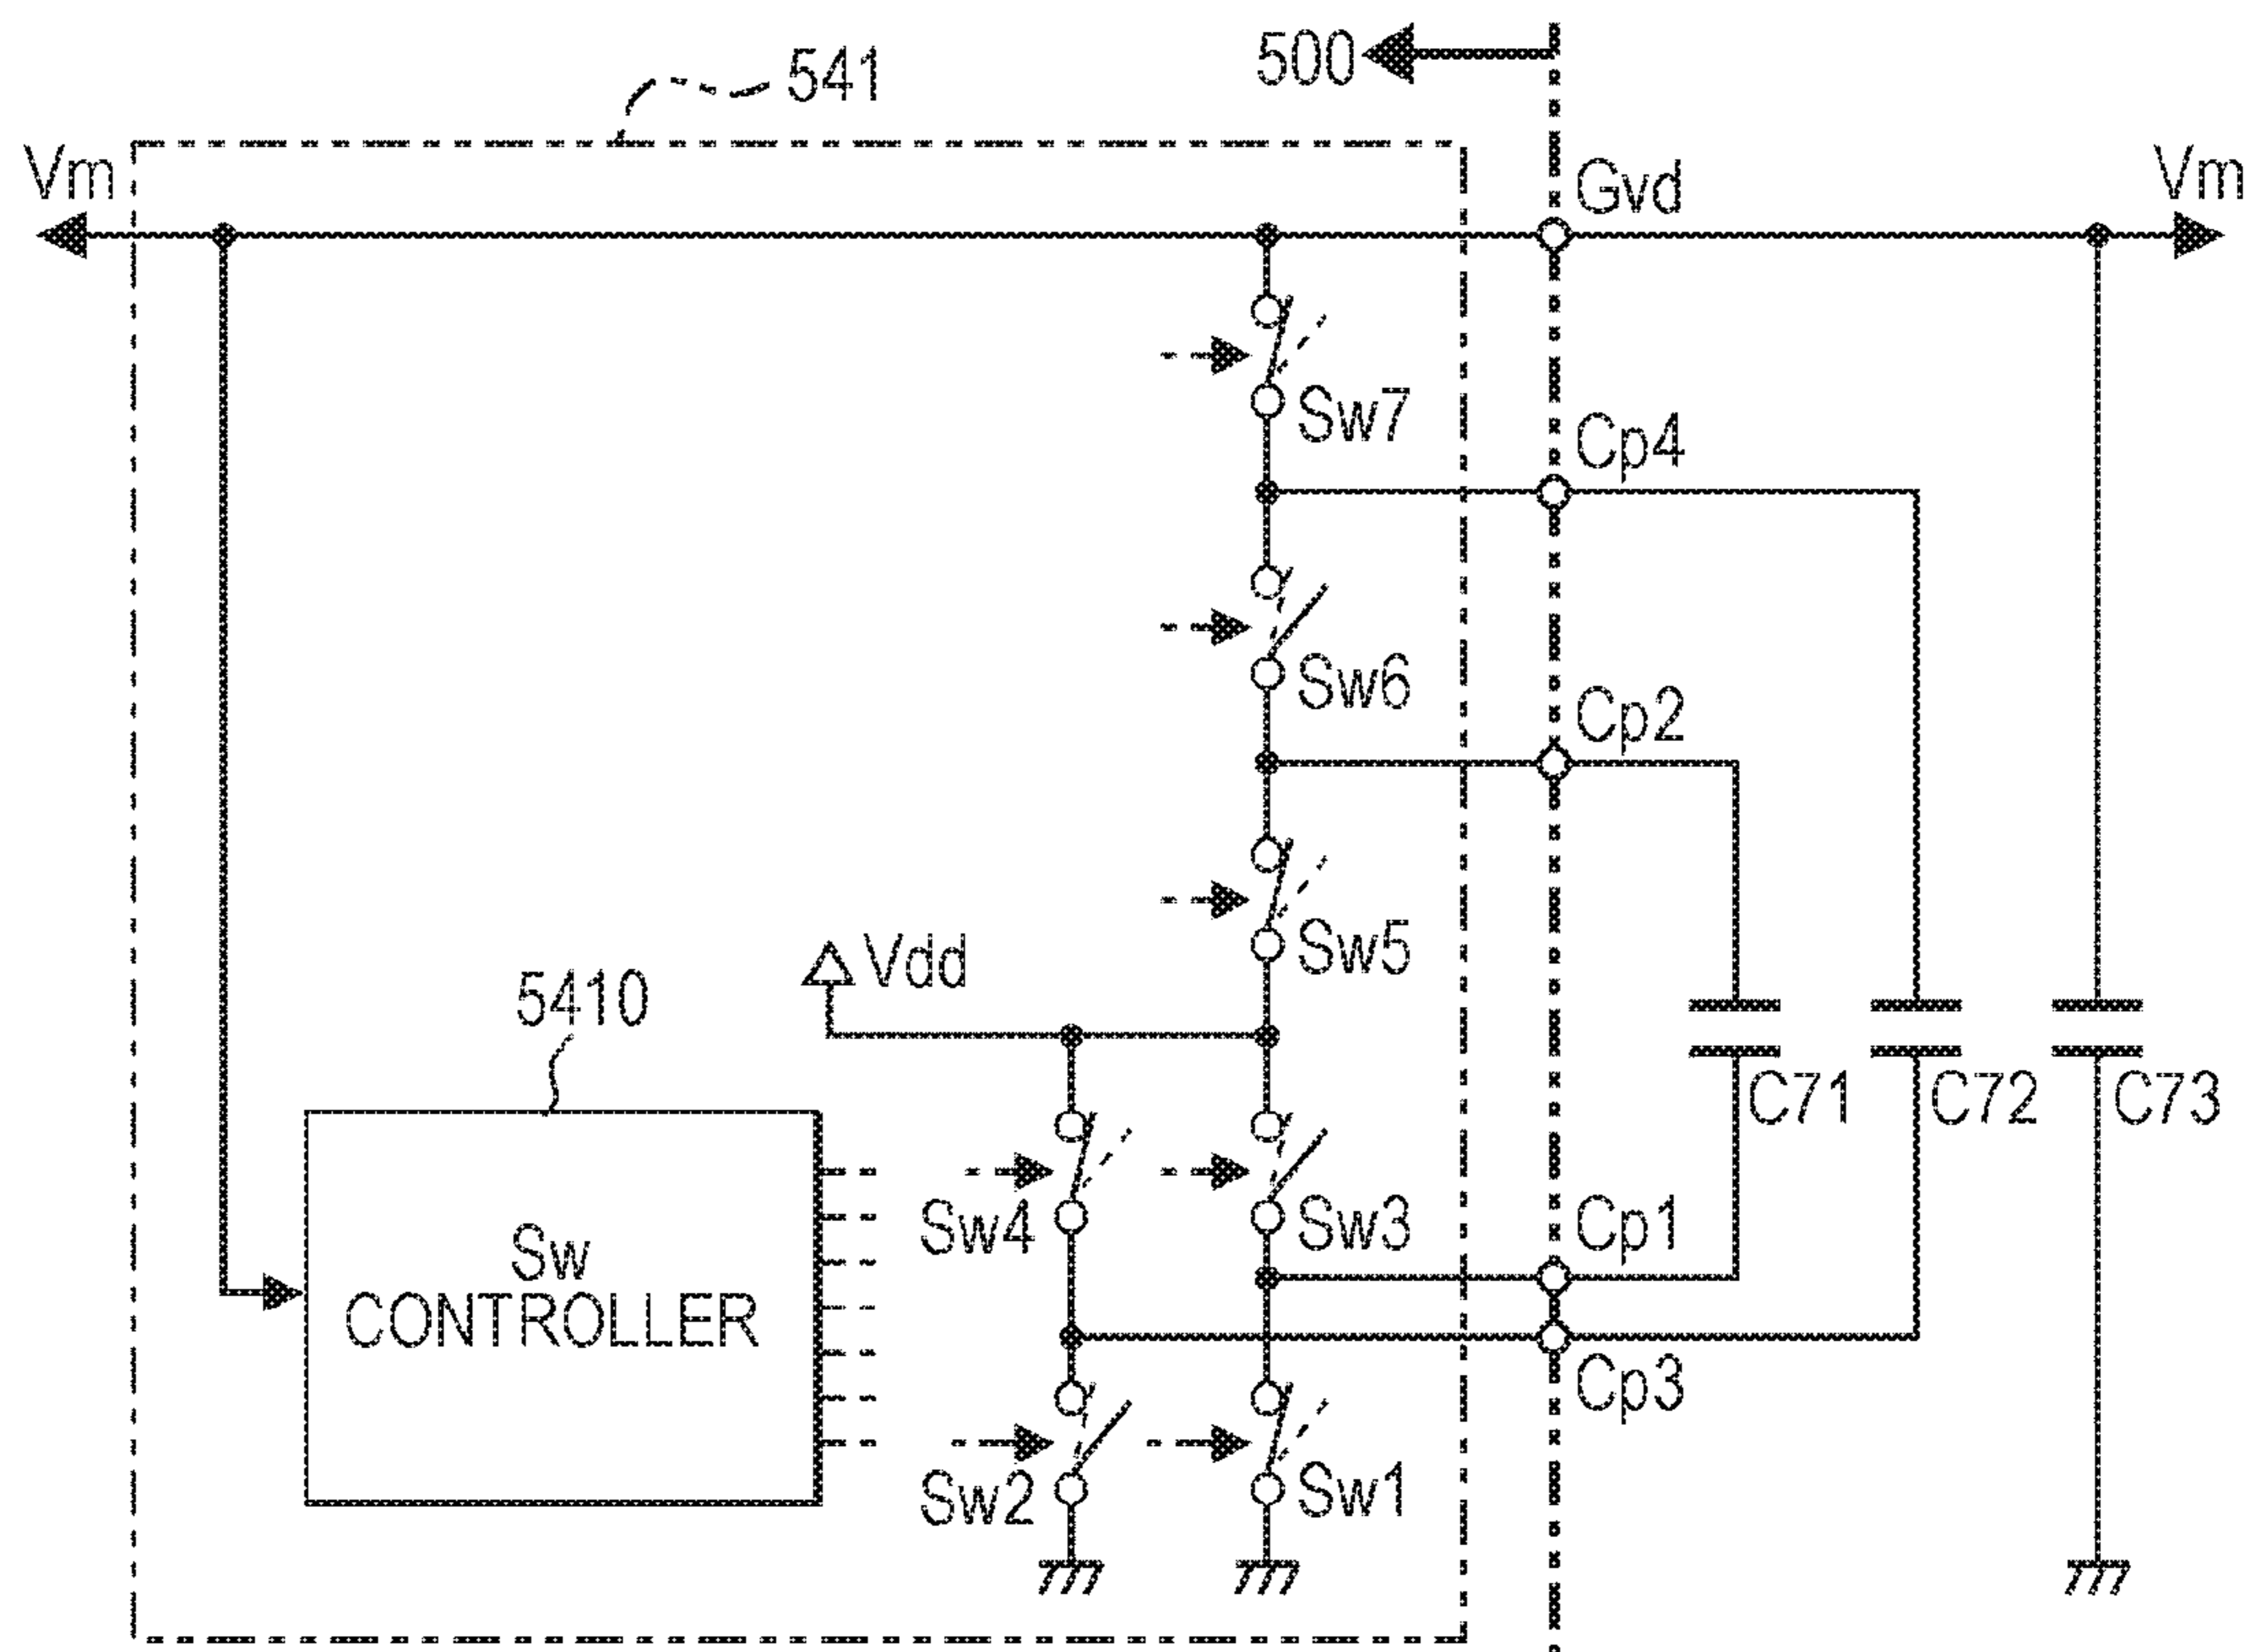 500
541
Vm
Gvd
Vm
Sw7
Cp4
Sw6
Cp2
Sw5
Vdd
5410
C71
C72
C73
Sw4
Sw3
Cp1
Sw
CONTROLLER
Cp3
Sw2
Sw1